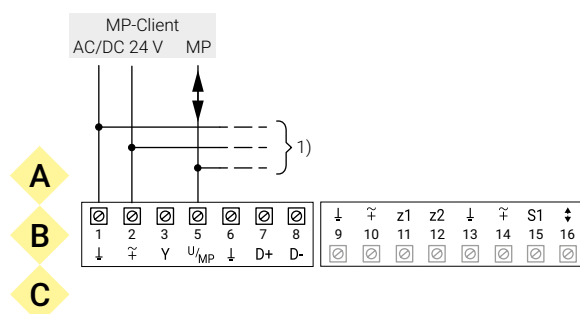 MP-Client
AC/DC 24 V MP
1)
A
B
C
1 2 3 5 6 7 8
⏚ ≂ Y U/MP ⏚ D+ D-
⏚ ≂ z1 z2 ⏚ ≂ S1 ↕
9 10 11 12 13 14 15 16